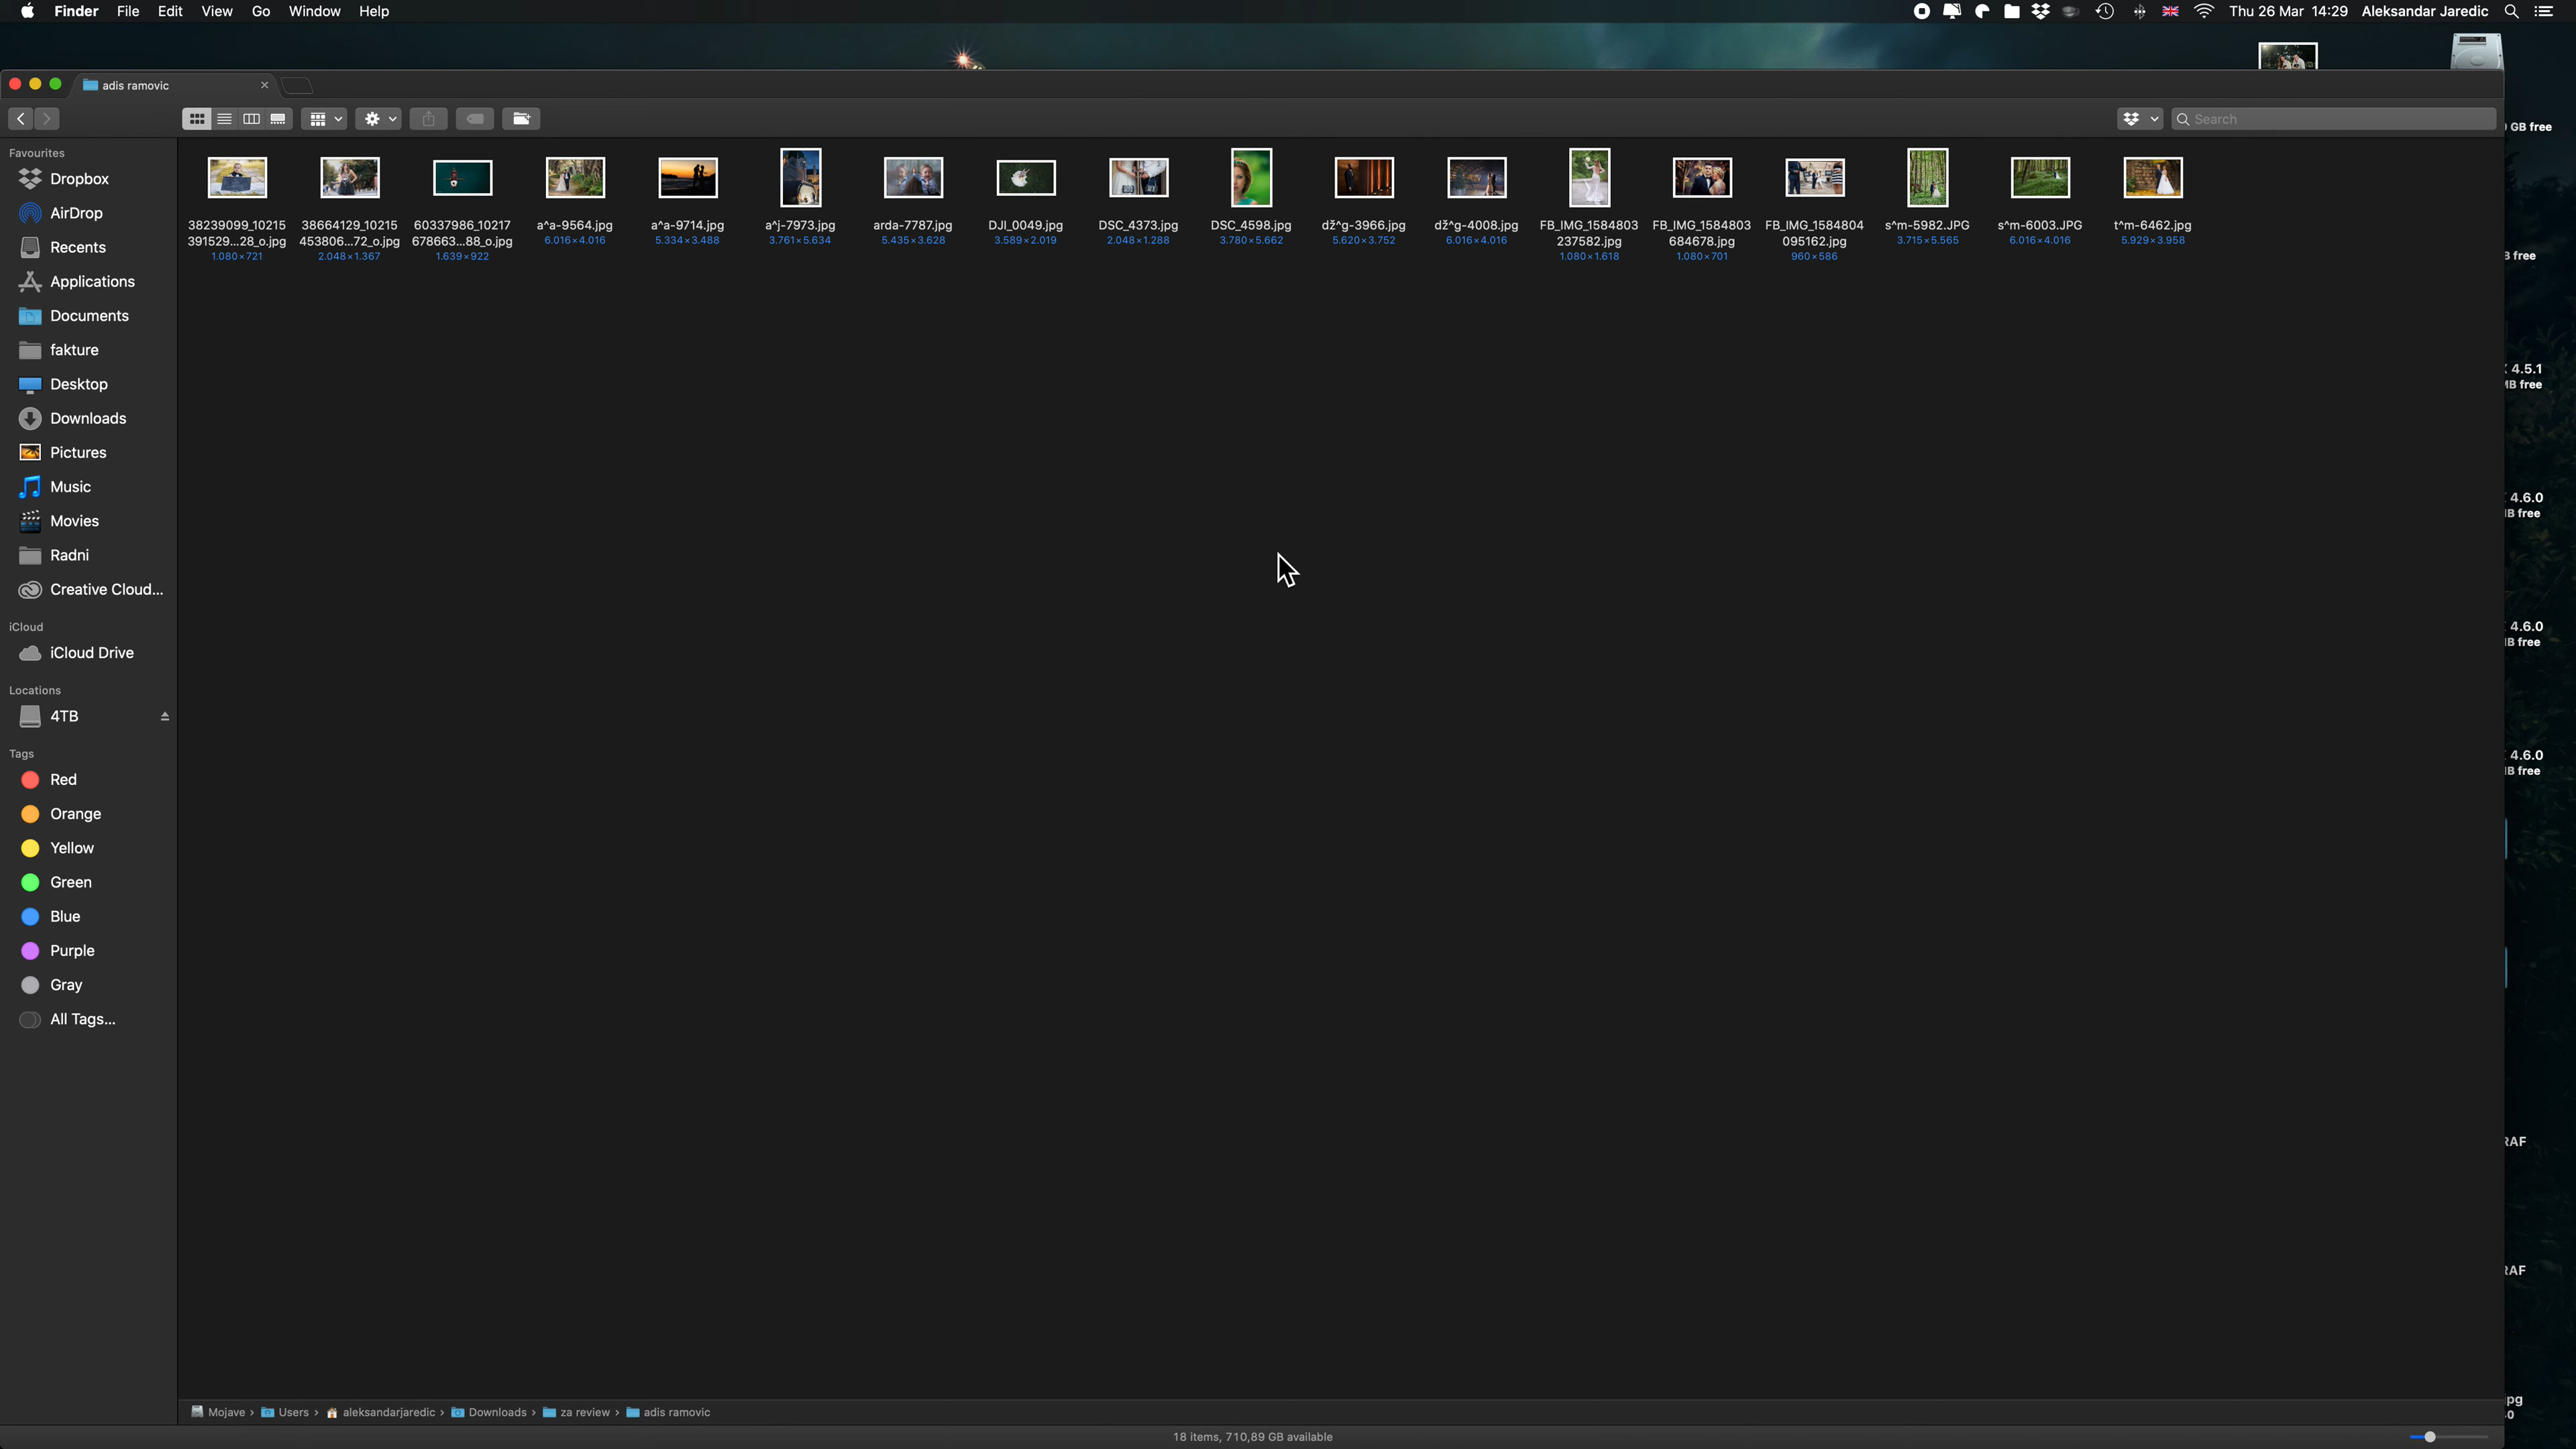 Finder File Edit View Go Window Help
Thu 26 Mar 14:29 Aleksandar Jaredic
adis ramovic
Search
GB free
Favourites
Dropbox
AirDrop
Recents
Applications
Documents
fakture
Desktop
Downloads
Pictures
Music
Movies
Radni
Creative Cloud...
iCloud
iCloud Drive
Locations
4TB
Tags
Red
Orange
Yellow
Green
Blue
Purple
Gray
All Tags...
38239099_10215
391529...28_o.jpg
1.080×721
38664129_10215
453806...72_o.jpg
2.048×1.367
60337986_10217
678663...88_o.jpg
1.639×922
a^a-9564.jpg
6.016×4.016
a^a-9714.jpg
5.334×3.488
a^j-7973.jpg
3.761×5.634
arda-7787.jpg
5.435×3.628
DJI_0049.jpg
3.589×2.019
DSC_4373.jpg
2.048×1.288
DSC_4598.jpg
3.780×5.662
dž^g-3966.jpg
5.620×3.752
dž^g-4008.jpg
6.016×4.016
FB_IMG_1584803
237582.jpg
1.080×1.618
FB_IMG_1584803
684678.jpg
1.080×701
FB_IMG_1584804
095162.jpg
960×586
s^m-5982.JPG
3.715×5.565
s^m-6003.JPG
6.016×4.016
t^m-6462.jpg
5.929×3.958
free
4.5.1
free
4.6.0
free
4.6.0
free
4.6.0
free
Mojave › Users › aleksandarjaredic › Downloads › za review › adis ramovic
18 items, 710,89 GB available